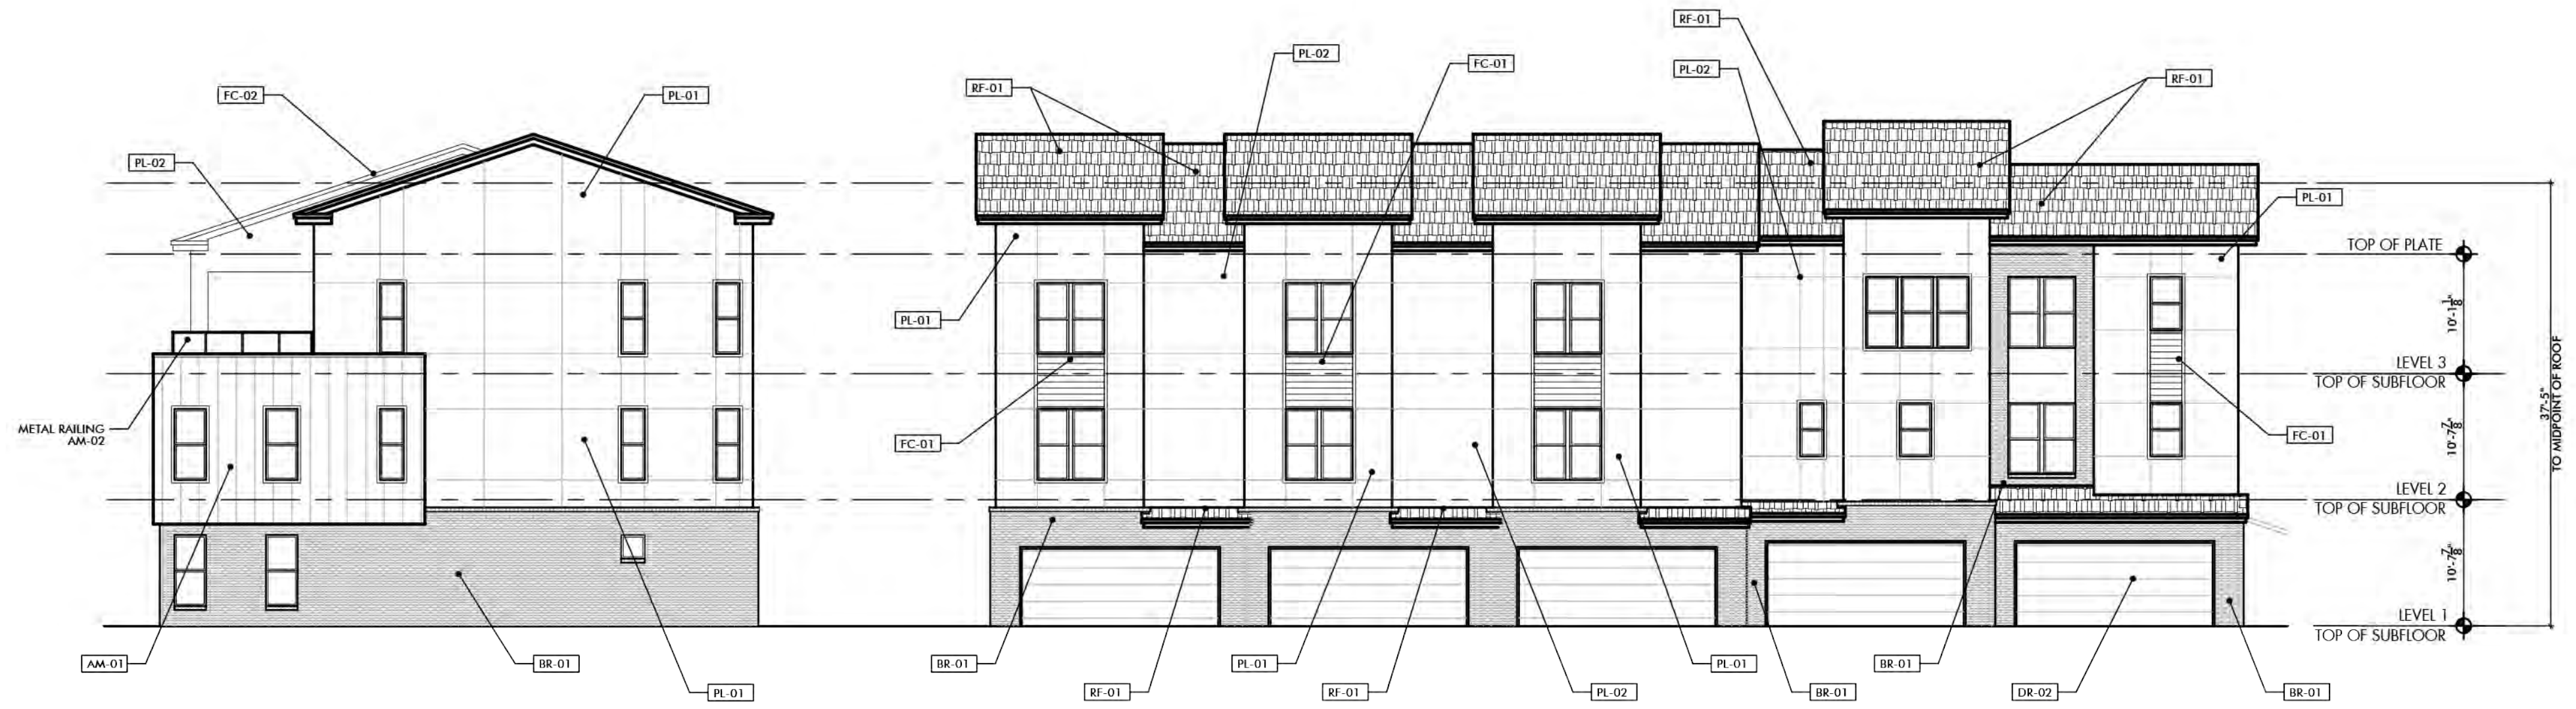 RF-01
PL-02
FC-01
PL-02
RF-01
FC-02
PL-01
RF-01
RF-01
PL-02
PL-01
TOP OF PLATE
10'-1 1/8"
PL-01
LEVEL 3
TOP OF SUBFLOOR
37'-5"
TO MIDPOINT OF ROOF
METAL RAILING
AM-02
FC-01
FC-01
10'-7 7/8"
LEVEL 2
TOP OF SUBFLOOR
10'-7 7/8"
LEVEL 1
TOP OF SUBFLOOR
AM-01
BR-01
PL-01
BR-01
RF-01
PL-01
RF-01
PL-02
PL-01
BR-01
BR-01
DR-02
BR-01